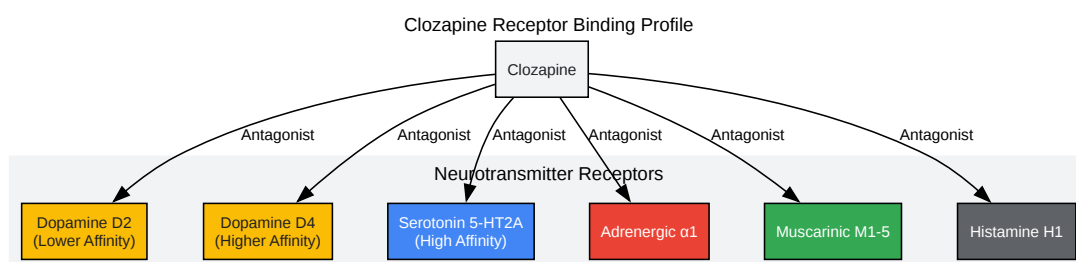 Clozapine Receptor Binding Profile
Clozapine
Antagonist
Antagonist
Antagonist
Antagonist
Antagonist
Antagonist
Neurotransmitter Receptors
Dopamine D2
(Lower Affinity)
Dopamine D4
(Higher Affinity)
Serotonin 5-HT2A
(High Affinity)
Adrenergic α1
Muscarinic M1-5
Histamine H1